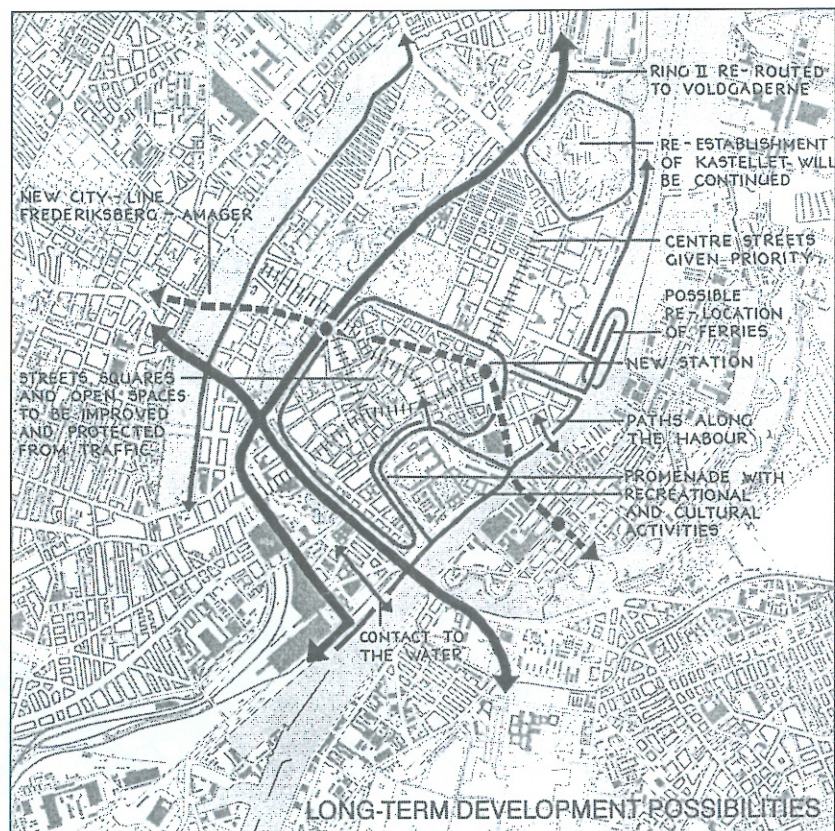 RING II RE-ROUTED
TO VOLDGADERNE
RE-ESTABLISHMENT
OF KASTELLET WILL
BE CONTINUED
NEW CITY-LINE
FREDERIKSBERG-AMAGER
CENTRE STREETS
GIVEN PRIORITY
POSSIBLE
RE-LOCATION
OF FERRIES
NEW STATION
STREETS, SQUARES
AND OPEN SPACES
TO BE IMPROVED
AND PROTECTED
FROM TRAFFIC
PATHS ALONG
THE HABOUR
PROMENADE WITH
RECREATIONAL
AND CULTURAL
ACTIVITIES
CONTACT TO
THE WATER
LONG-TERM DEVELOPMENT POSSIBILITIES